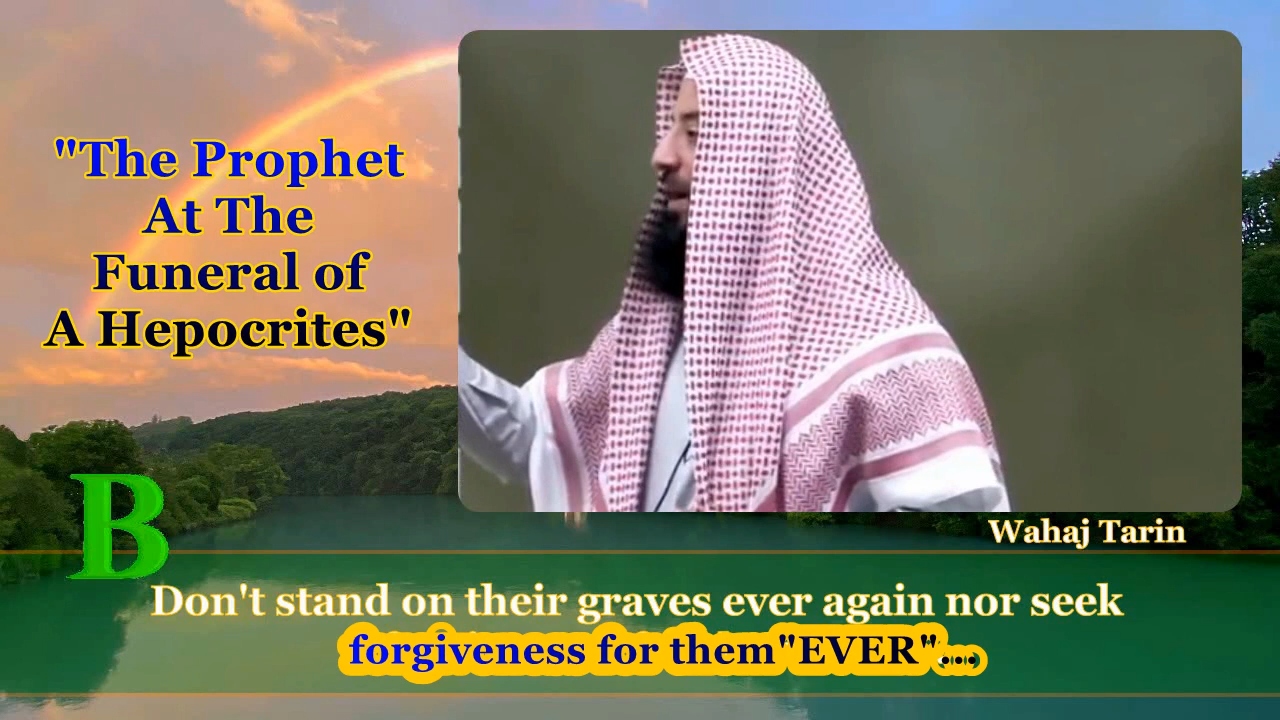 "The Prophet
At The
Funeral of
A Hepocrites"
Wahaj Tarin
B
Don't stand on their graves ever again nor seek
forgiveness for them"EVER"....